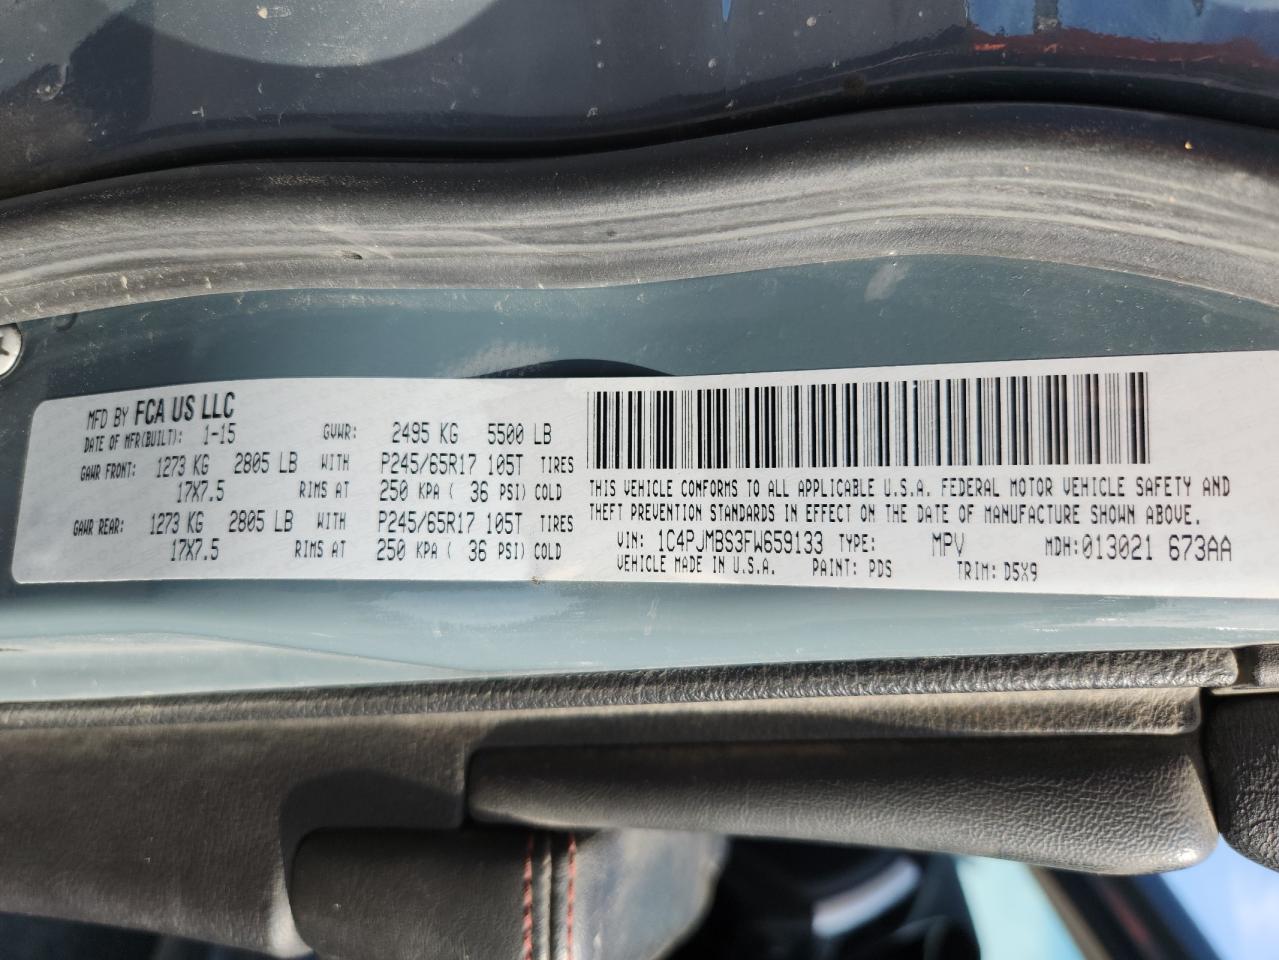 MFD BY FCA US LLC
DATE OF MFR(BUILT): 1-15 GVWR: 2495 KG 5500 LB
GAWR FRONT: 1273 KG 2805 LB WITH P245/65R17 105T TIRES
17X7.5 RIMS AT 250 KPA ( 36 PSI) COLD
GAWR REAR: 1273 KG 2805 LB WITH P245/65R17 105T TIRES
17X7.5 RIMS AT 250 KPA ( 36 PSI) COLD
THIS VEHICLE CONFORMS TO ALL APPLICABLE U.S.A. FEDERAL MOTOR VEHICLE SAFETY AND
THEFT PREVENTION STANDARDS IN EFFECT ON THE DATE OF MANUFACTURE SHOWN ABOVE.
VIN: 1C4PJMBS3FW659133 TYPE: MPV MDH:013021 673AA
VEHICLE MADE IN U.S.A. PAINT: PDS TRIM: D5X9